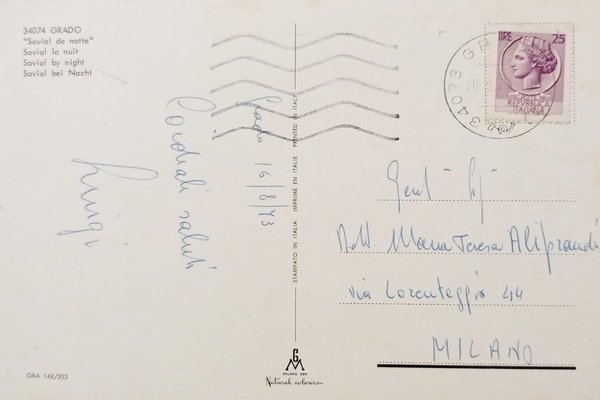 34074 GRADO
"Savial de notte"
Savial la nuit
Savial by night
Savial bei Nacht
Grado 16/8/73
Cordiali saluti
Luigi
STAMPATO IN ITALIA IMPRIMÉ EN ITALIE PRINTED IN ITALY
34073 G
LIRE 25
REPUBBLICA
ITALIANA
Gent
Dott. Maria Teresa Aliprandi
via Lorenteggio 44
MILANO
G M
MILANO
Natural colours
GRA 142/353